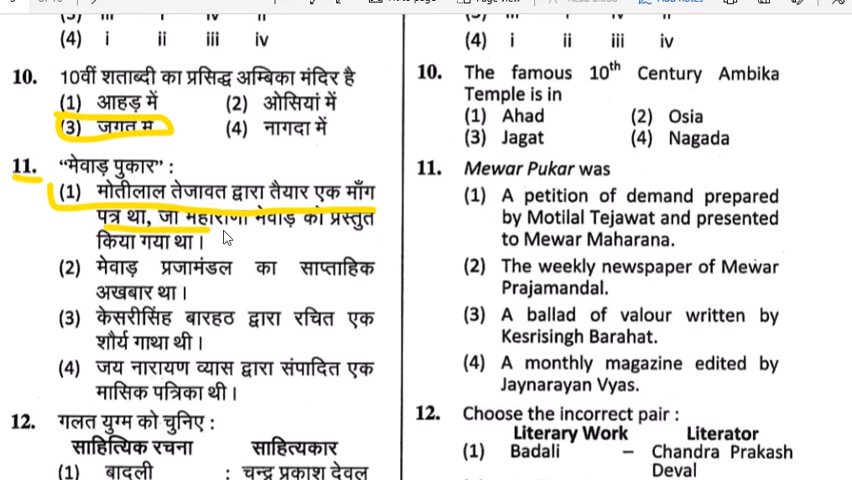 (4) i ii iii iv
10. 10वीं शताब्दी का प्रसिद्ध अम्बिका मंदिर है
(1) आहड़ में (2) ओसियां में
(3) जगत में (4) नागदा में
11. "मेवाड़ पुकार" :
(1) मोतीलाल तेजावत द्वारा तैयार एक माँग
पत्र था, जो महाराणा मेवाड़ को प्रस्तुत
किया गया था।
(2) मेवाड़ प्रजामंडल का साप्ताहिक
अखबार था।
(3) केसरीसिंह बारहठ द्वारा रचित एक
शौर्य गाथा थी।
(4) जय नारायण व्यास द्वारा संपादित एक
मासिक पत्रिका थी।
12. गलत युग्म को चुनिए :
साहित्यिक रचना साहित्यकार
(1) बादली : चन्द्र प्रकाश देवल
(4) i ii iii iv
10. The famous 10th Century Ambika
Temple is in
(1) Ahad (2) Osia
(3) Jagat (4) Nagada
11. Mewar Pukar was
(1) A petition of demand prepared
by Motilal Tejawat and presented
to Mewar Maharana.
(2) The weekly newspaper of Mewar
Prajamandal.
(3) A ballad of valour written by
Kesrisingh Barahat.
(4) A monthly magazine edited by
Jaynarayan Vyas.
12. Choose the incorrect pair :
Literary Work Literator
(1) Badali – Chandra Prakash
Deval